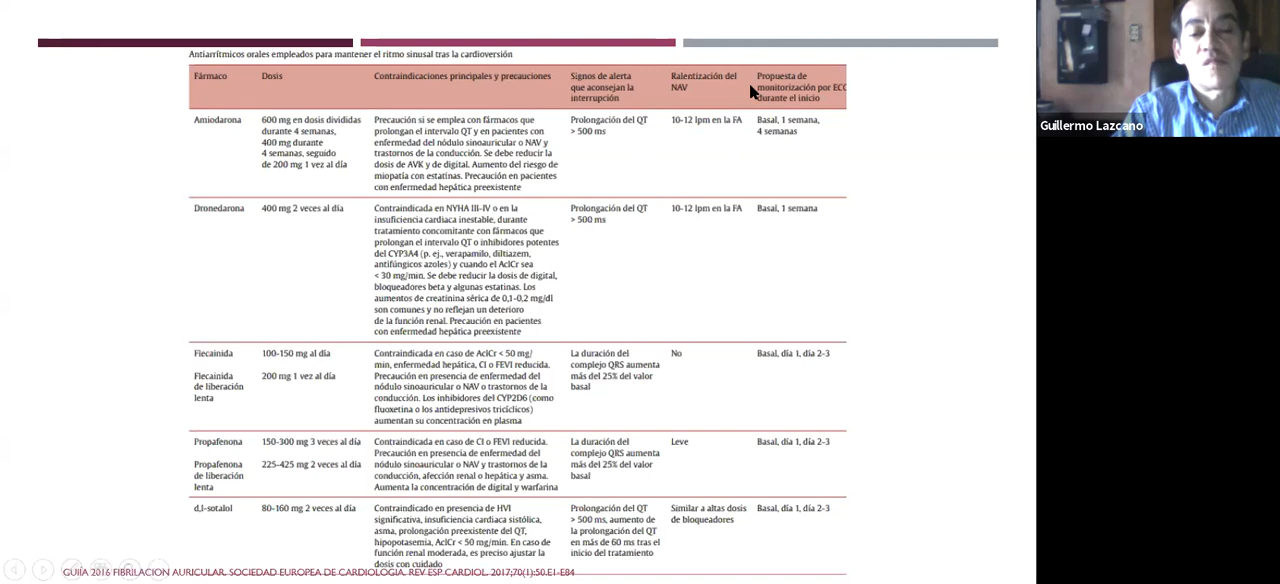 Antiarrítmicos orales empleados para mantener el ritmo sinusal tras la cardioversión
Fármaco
Dosis
Contraindicaciones principales y precauciones
Signos de alerta
que aconsejan la
interrupción
Ralentización del
NAV
Propuesta de
monitorización por ECG
durante el inicio
Amiodarona
600 mg en dosis divididas
durante 4 semanas,
400 mg durante
4 semanas, seguido
de 200 mg 1 vez al día
Precaución si se emplea con fármacos que
prolongan el intervalo QT y en pacientes con
enfermedad del nódulo sinoauricular o NAV y
trastornos de la conducción. Se debe reducir la
dosis de AVK y de digital. Aumento del riesgo de
miopatía con estatinas. Precaución en pacientes
con enfermedad hepática preexistente
Prolongación del QT
> 500 ms
10-12 lpm en la FA
Basal, 1 semana,
4 semanas
Dronedarona
400 mg 2 veces al día
Contraindicada en NYHA III-IV o en la
insuficiencia cardiaca inestable, durante
tratamiento concomitante con fármacos que
prolongan el intervalo QT o inhibidores potentes
del CYP3A4 (p. ej., verapamilo, diltiazem,
antifúngicos azoles) y cuando el AclCr sea
< 30 mg/min. Se debe reducir la dosis de digital,
bloqueadores beta y algunas estatinas. Los
aumentos de creatinina sérica de 0,1-0,2 mg/dl
son comunes y no reflejan un deterioro
de la función renal. Precaución en pacientes
con enfermedad hepática preexistente
Prolongación del QT
> 500 ms
10-12 lpm en la FA
Basal, 1 semana
Flecainida
100-150 mg al día
Flecainida
de liberación
lenta
200 mg 1 vez al día
Contraindicada en caso de AclCr < 50 mg/
min, enfermedad hepática, CI o FEVI reducida.
Precaución en presencia de enfermedad del
nódulo sinoauricular o NAV o trastornos de la
conducción. Los inhibidores del CYP2D6 (como
fluoxetina o los antidepresivos tricíclicos)
aumentan su concentración en plasma
La duración del
complejo QRS aumenta
más del 25% del valor
basal
No
Basal, día 1, día 2-3
Propafenona
150-300 mg 3 veces al día
Propafenona
de liberación
lenta
225-425 mg 2 veces al día
Contraindicada en caso de CI o FEVI reducida.
Precaución en presencia de enfermedad del
nódulo sinoauricular o NAV y trastornos de la
conducción, afección renal o hepática y asma.
Aumenta la concentración de digital y warfarina
La duración del
complejo QRS aumenta
más del 25% del valor
basal
Leve
Basal, día 1, día 2-3
d,l-sotalol
80-160 mg 2 veces al día
Contraindicado en presencia de HVI
significativa, insuficiencia cardiaca sistólica,
asma, prolongación preexistente del QT,
hipopotasemia, AclCr < 50 mg/min. En caso de
función renal moderada, es preciso ajustar la
dosis con cuidado
Prolongación del QT
> 500 ms, aumento de
la prolongación del QT
en más de 60 ms tras el
inicio del tratamiento
Similar a altas dosis
de bloqueadores
Basal, día 1, día 2-3
GUIÍA 2016 FIBRILACION AURICULAR. SOCIEDAD EUROPEA DE CARDIOLOGIA. REV ESP CARDIOL. 2017;70(1):50.E1-E84
Guillermo Lazcano